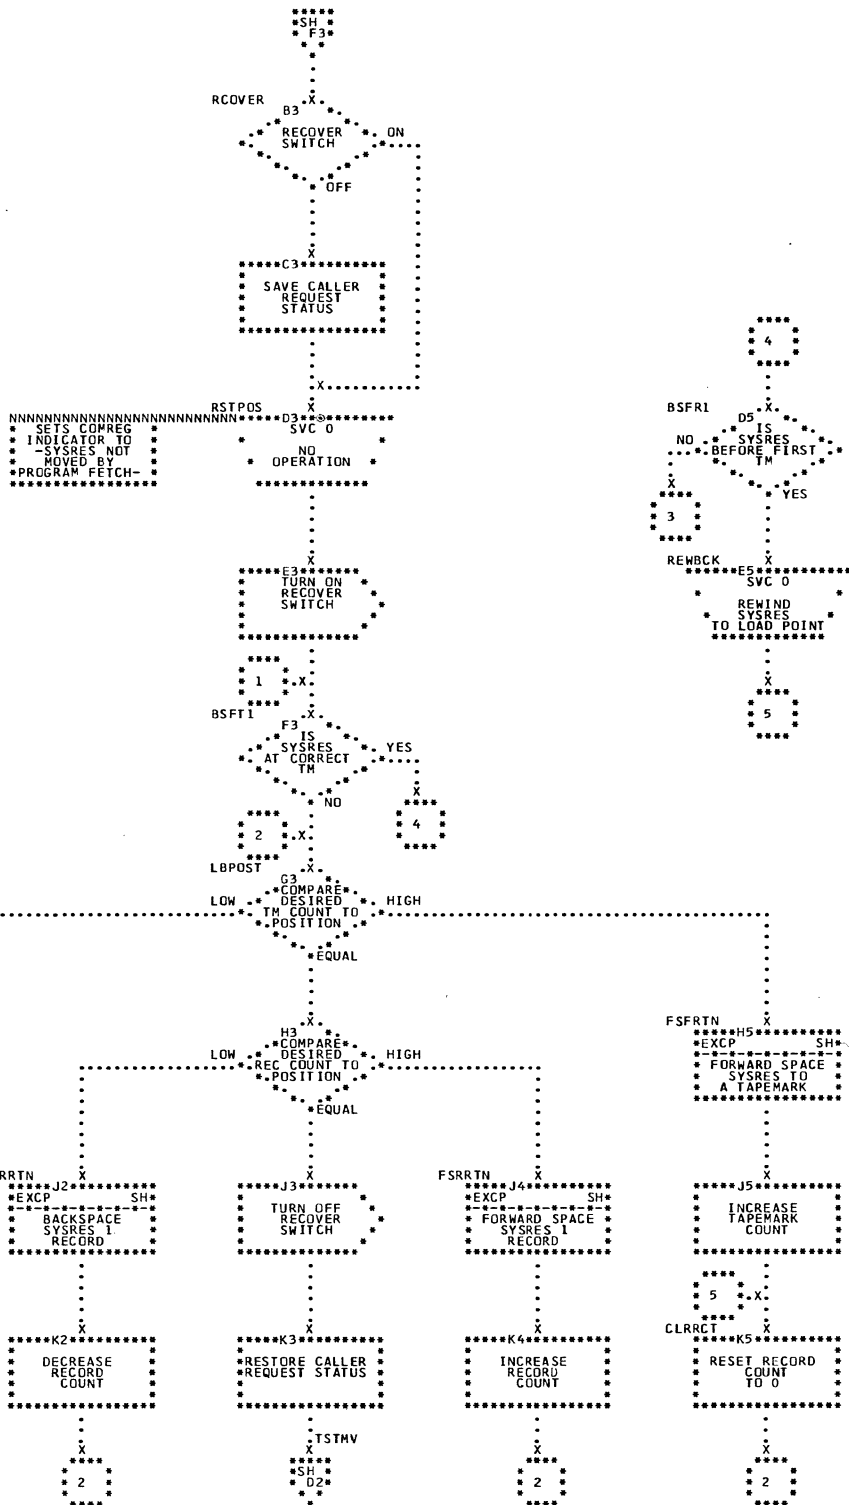 SH
F3
RCOVER
B3
RECOVER
SWITCH
ON
OFF
C3
SAVE CALLER
REQUEST
STATUS
4
RSTPOS
D3
SVC 0
NO
OPERATION
SETS COMREG
INDICATOR TO
-SYSRES NOT
MOVED BY
PROGRAM FETCH-
BSFR1
D5
IS
SYSRES
BEFORE FIRST
TM
NO
YES
3
E3
TURN ON
RECOVER
SWITCH
REWBCK
E5
SVC 0
REWIND
SYSRES
TO LOAD POINT
1
5
BSFT1
F3
IS
SYSRES
AT CORRECT
TM
YES
NO
4
2
LBPOST
G3
COMPARE
DESIRED
TM COUNT TO
POSITION
LOW
HIGH
EQUAL
H3
COMPARE
DESIRED
REC COUNT TO
POSITION
LOW
HIGH
EQUAL
FSFRTN
H5
EXCP SH
FORWARD SPACE
SYSRES TO
A TAPEMARK
RRTN
J2
EXCP SH
BACKSPACE
SYSRES 1
RECORD
J3
TURN OFF
RECOVER
SWITCH
FSRRTN
J4
EXCP SH
FORWARD SPACE
SYSRES 1
RECORD
J5
INCREASE
TAPEMARK
COUNT
5
CLRRCT
K2
DECREASE
RECORD
COUNT
K3
RESTORE CALLER
REQUEST STATUS
K4
INCREASE
RECORD
COUNT
K5
RESET RECORD
COUNT
TO 0
TSTMV
2
SH
D2
2
2